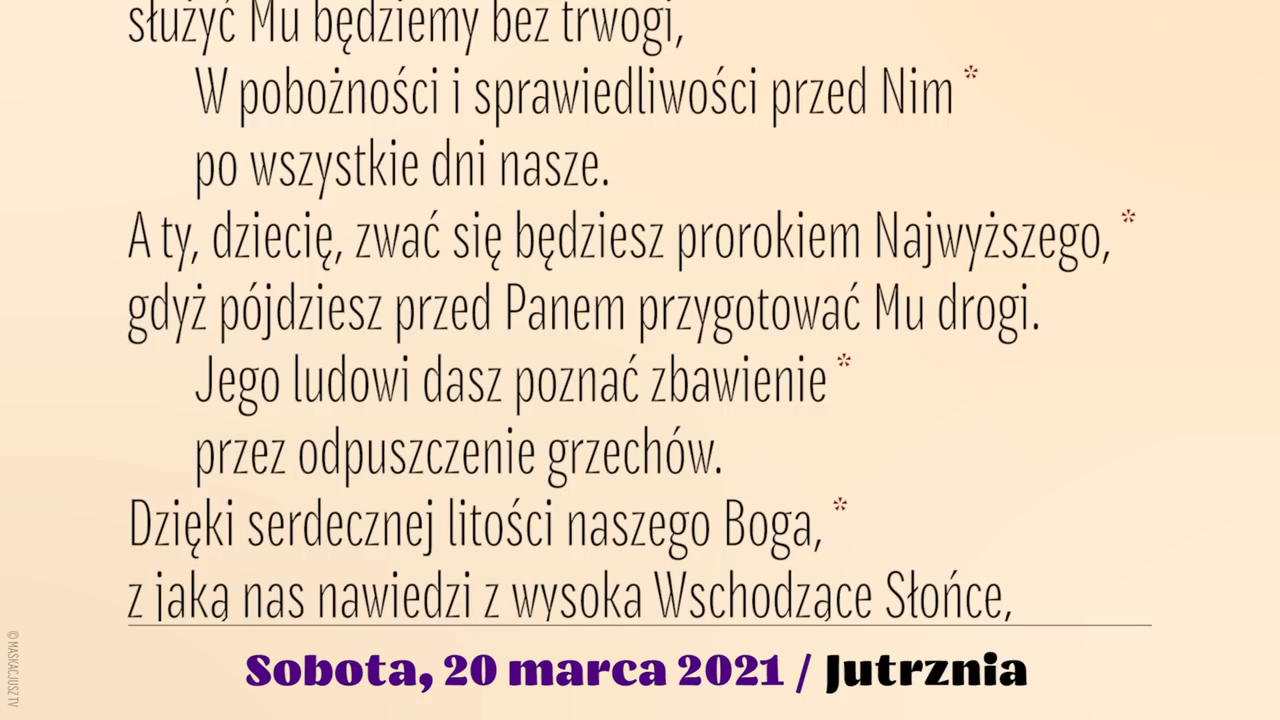 służyć Mu będziemy bez trwogi,
W pobożności i sprawiedliwości przed Nim *
po wszystkie dni nasze.
A ty, dziecię, zwać się będziesz prorokiem Najwyższego, *
gdyż pójdziesz przed Panem przygotować Mu drogi.
Jego ludowi dasz poznać zbawienie *
przez odpuszczenie grzechów.
Dzięki serdecznej litości naszego Boga, *
z jaką nas nawiedzi z wysoka Wschodzące Słońce,
Sobota, 20 marca 2021 / Jutrznia
© MASKACJUSZ TV